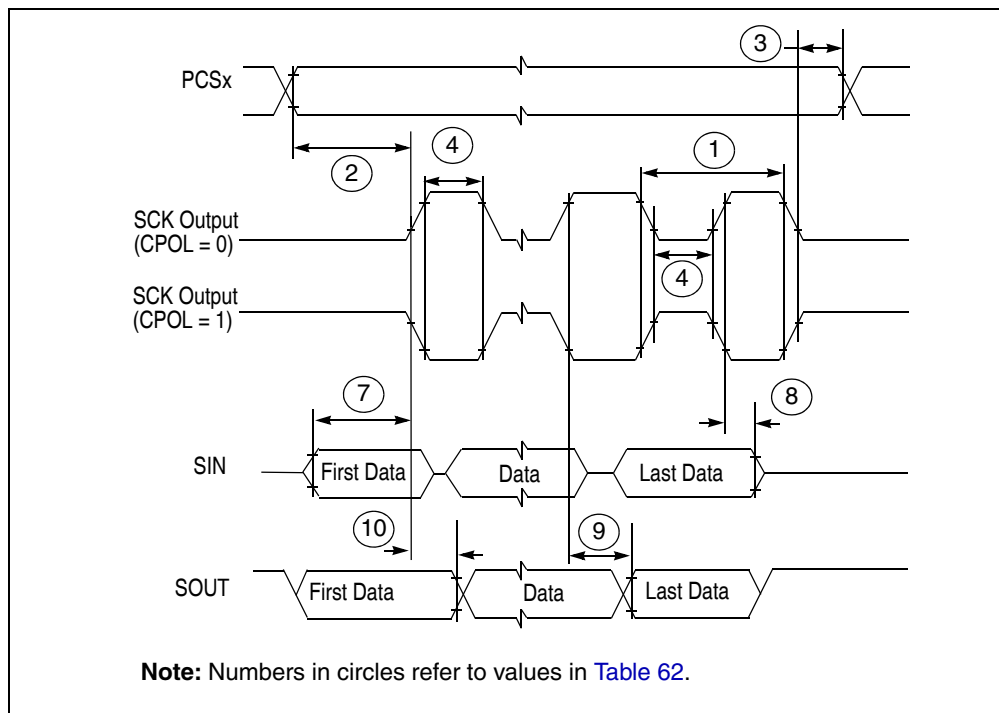 3
PCSx
2
4
1
SCK Output
(CPOL = 0)
4
SCK Output
(CPOL = 1)
7
8
SIN
First Data
Data
Last Data
10
9
SOUT
First Data
Data
Last Data
Note: Numbers in circles refer to values in Table 62.